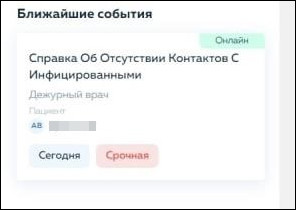 Ближайшие события
Онлайн
Справка Об Отсутствии Контактов С
Инфицированными
Дежурный врач
Пациент
АВ
Сегодня
Срочная